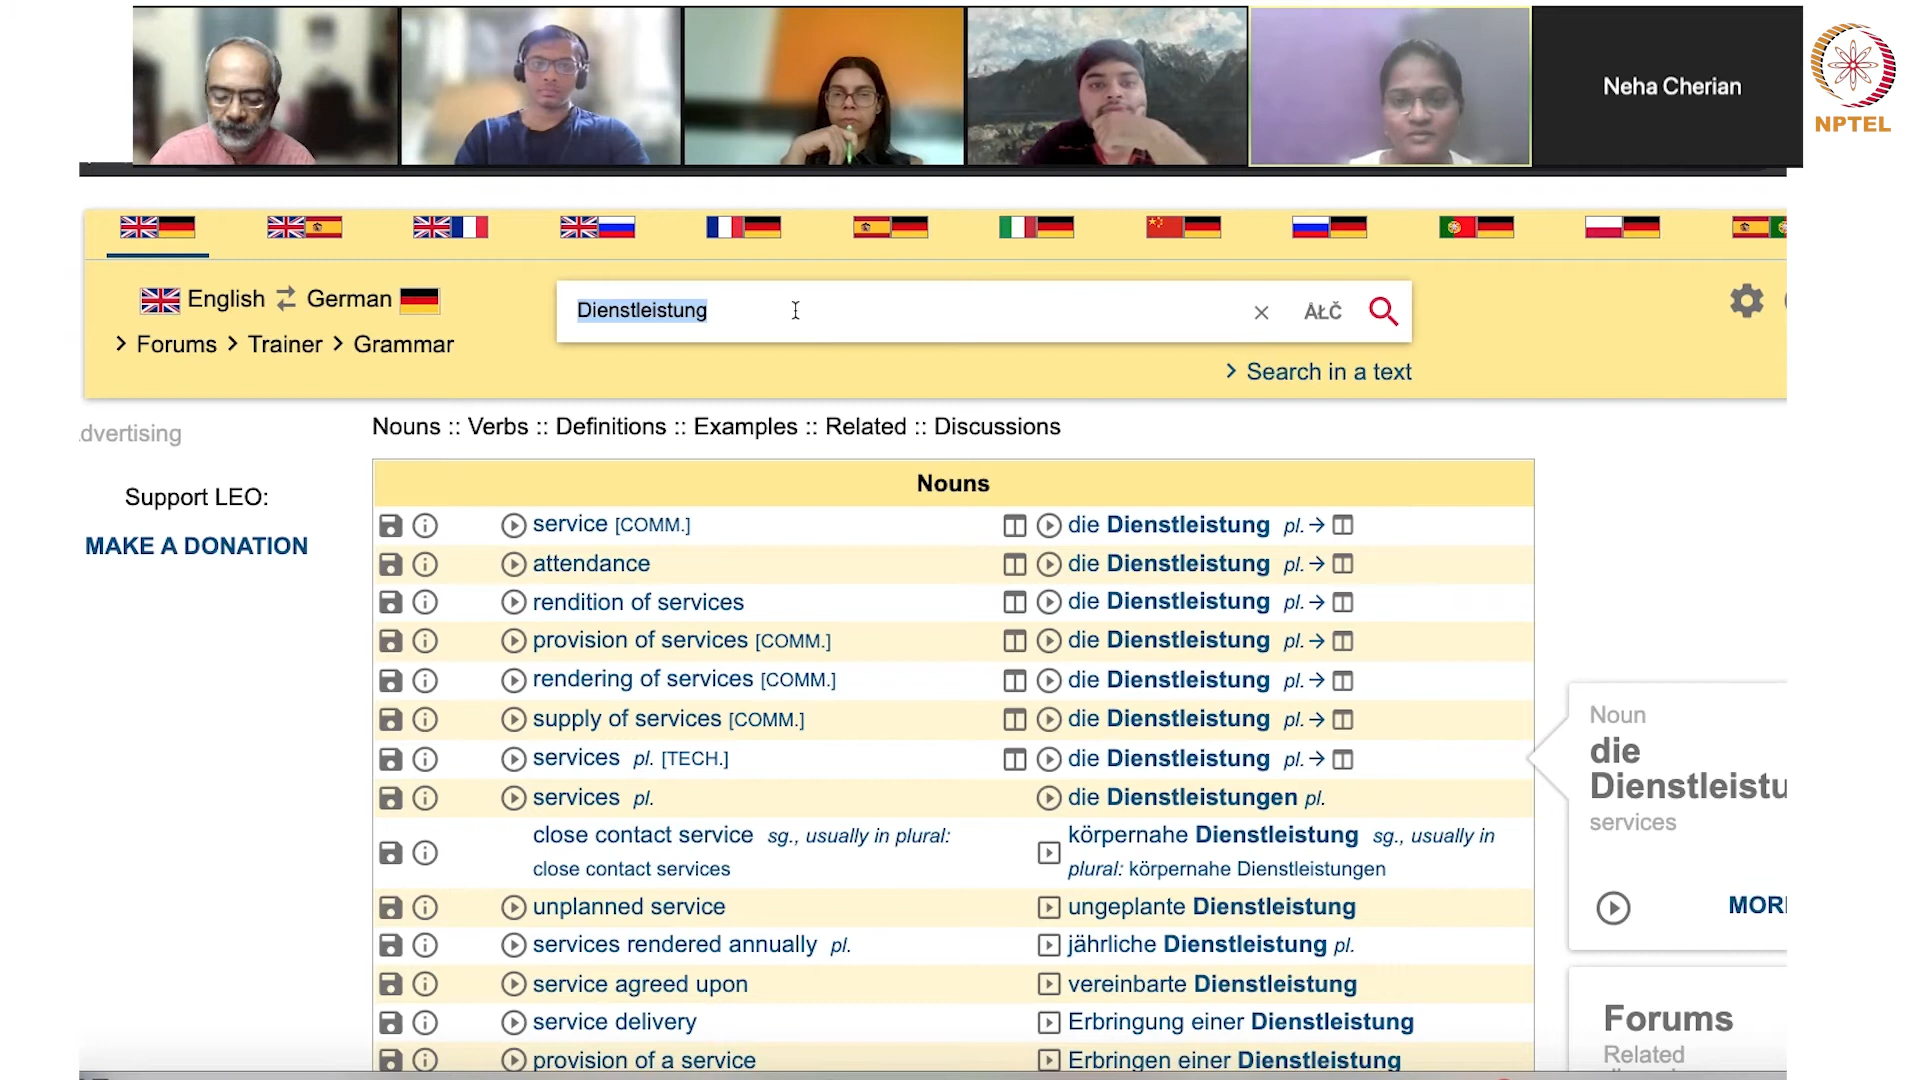 Neha Cherian
NPTEL
English German
Dienstleistung
ÅŁČ
Forums Trainer Grammar
Search in a text
dvertising
Nouns :: Verbs :: Definitions :: Examples :: Related :: Discussions
Support LEO:
MAKE A DONATION
Nouns
service [COMM.] die Dienstleistung pl.→
attendance die Dienstleistung pl.→
rendition of services die Dienstleistung pl.→
provision of services [COMM.] die Dienstleistung pl.→
rendering of services [COMM.] die Dienstleistung pl.→
supply of services [COMM.] die Dienstleistung pl.→
services pl. [TECH.] die Dienstleistung pl.→
services pl. die Dienstleistungen pl.
close contact service sg., usually in plural: körpernahe Dienstleistung sg., usually in
close contact services plural: körpernahe Dienstleistungen
unplanned service ungeplante Dienstleistung
services rendered annually pl. jährliche Dienstleistung pl.
service agreed upon vereinbarte Dienstleistung
service delivery Erbringung einer Dienstleistung
provision of a service Erbringen einer Dienstleistung
Noun
die
Dienstleistu
services
MOR
Forums
Related